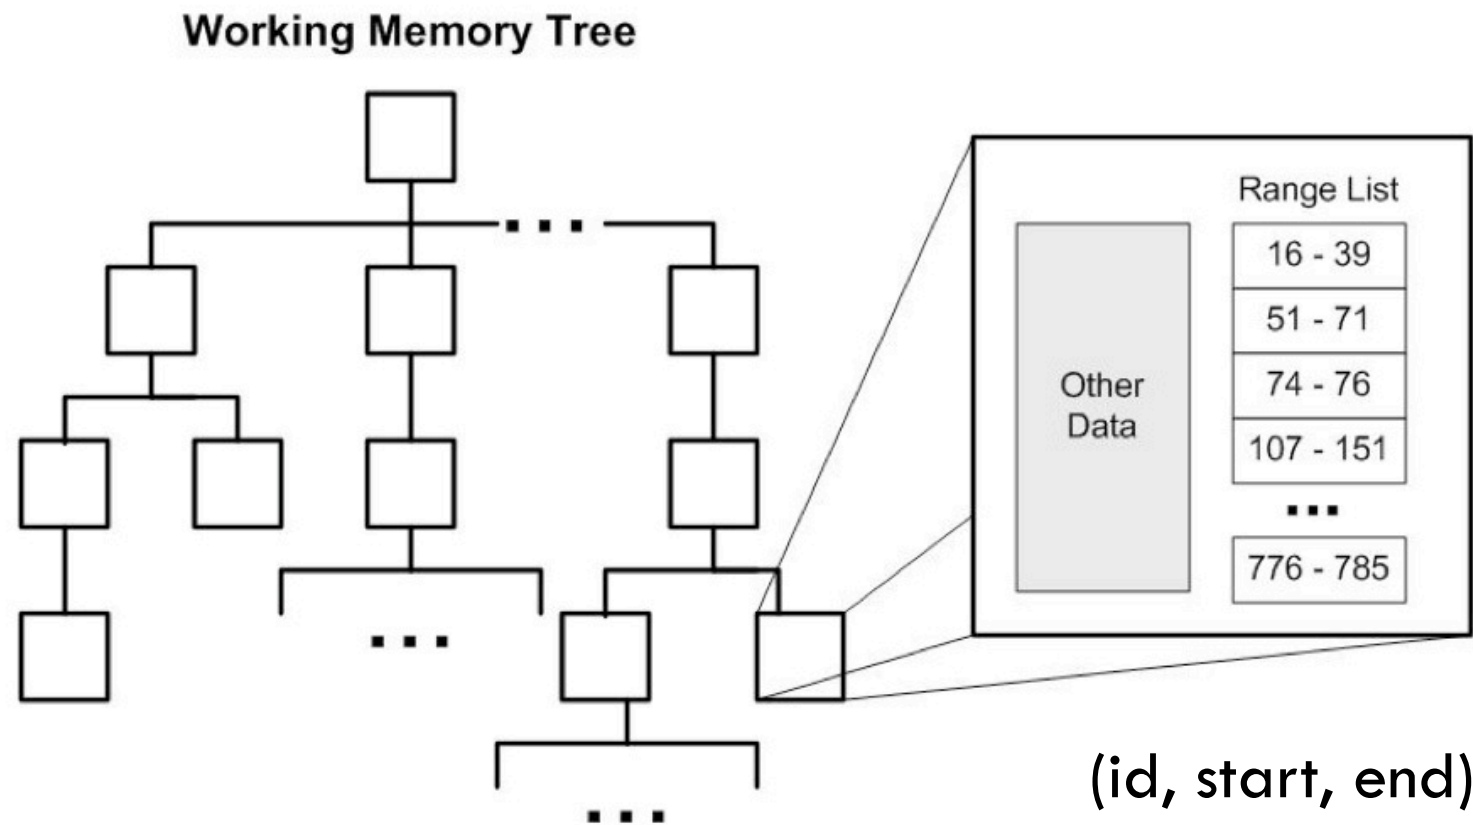 Working Memory Tree
Range List
16 - 39
51 - 71
74 - 76
107 - 151
776 - 785
Other
Data
(id, start, end)